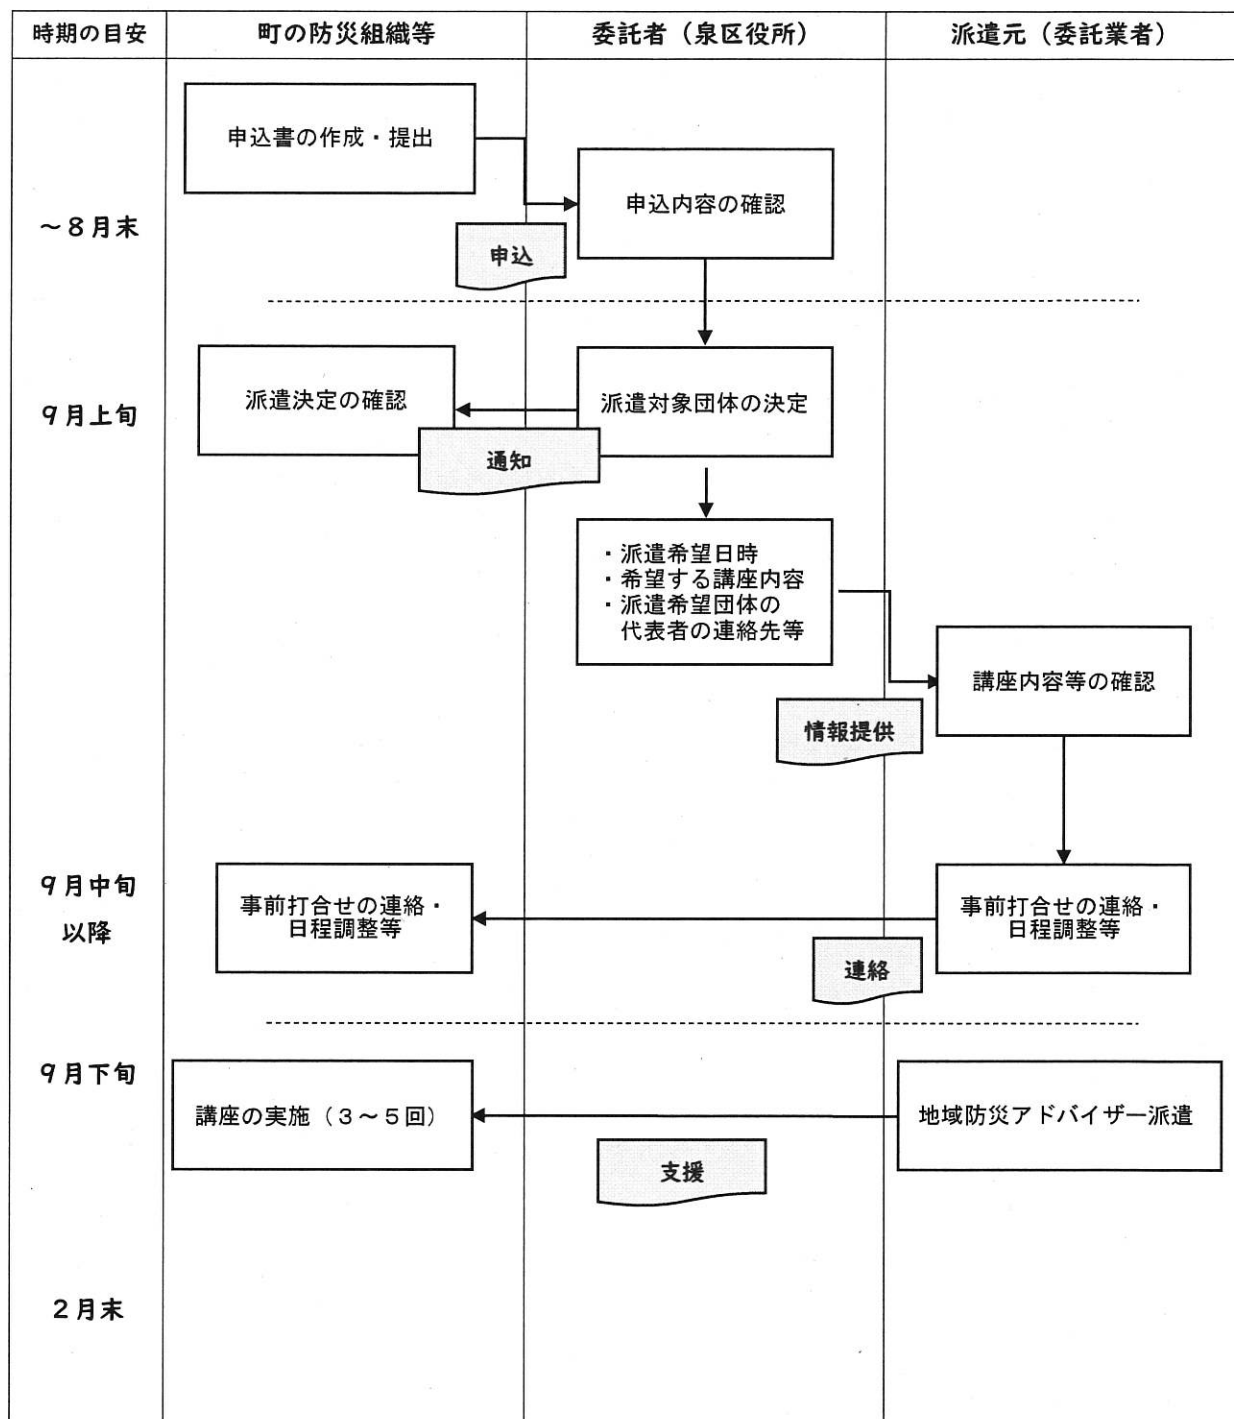 時期の目安
町の防災組織等
委託者（泉区役所）
派遣元（委託業者）
申込書の作成・提出
申込内容の確認
～８月末
申込
９月上旬
派遣決定の確認
派遣対象団体の決定
通知
・派遣希望日時
・希望する講座内容
・派遣希望団体の
代表者の連絡先等
講座内容等の確認
情報提供
９月中旬
以降
事前打合せの連絡・
日程調整等
事前打合せの連絡・
日程調整等
連絡
９月下旬
講座の実施（３～５回）
地域防災アドバイザー派遣
支援
２月末